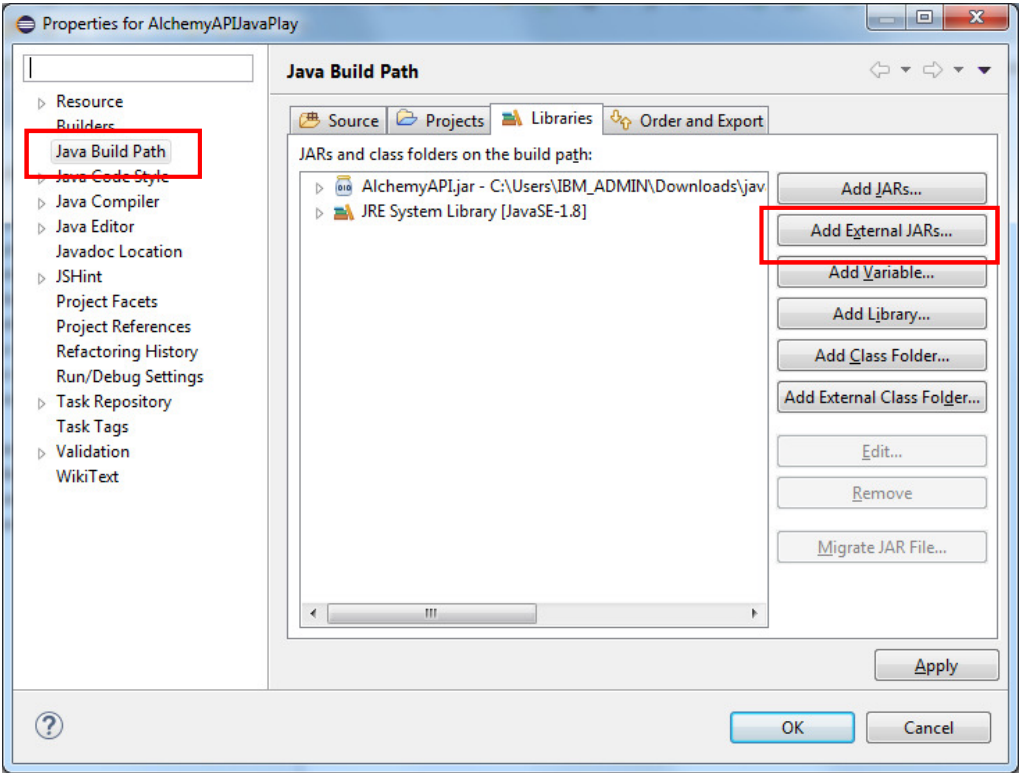 Properties for AlchemyAPIJavaPlay
Java Build Path
Resource
Builders
Java Build Path
Java Code Style
Java Compiler
Java Editor
Javadoc Location
JSHint
Project Facets
Project References
Refactoring History
Run/Debug Settings
Task Repository
Task Tags
Validation
WikiText
Source Projects Libraries Order and Export
JARs and class folders on the build path:
AlchemyAPI.jar - C:\Users\IBM_ADMIN\Downloads\jav
JRE System Library [JavaSE-1.8]
Add JARs...
Add External JARs...
Add Variable...
Add Library...
Add Class Folder...
Add External Class Folder...
Edit...
Remove
Migrate JAR File...
Apply
OK Cancel